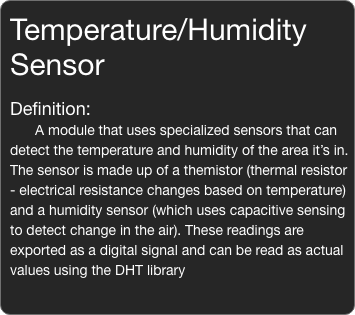 Temperature/Humidity
Sensor
Definition:
A module that uses specialized sensors that can
detect the temperature and humidity of the area it's in.
The sensor is made up of a themistor (thermal resistor
- electrical resistance changes based on temperature)
and a humidity sensor (which uses capacitive sensing
to detect change in the air). These readings are
exported as a digital signal and can be read as actual
values using the DHT library